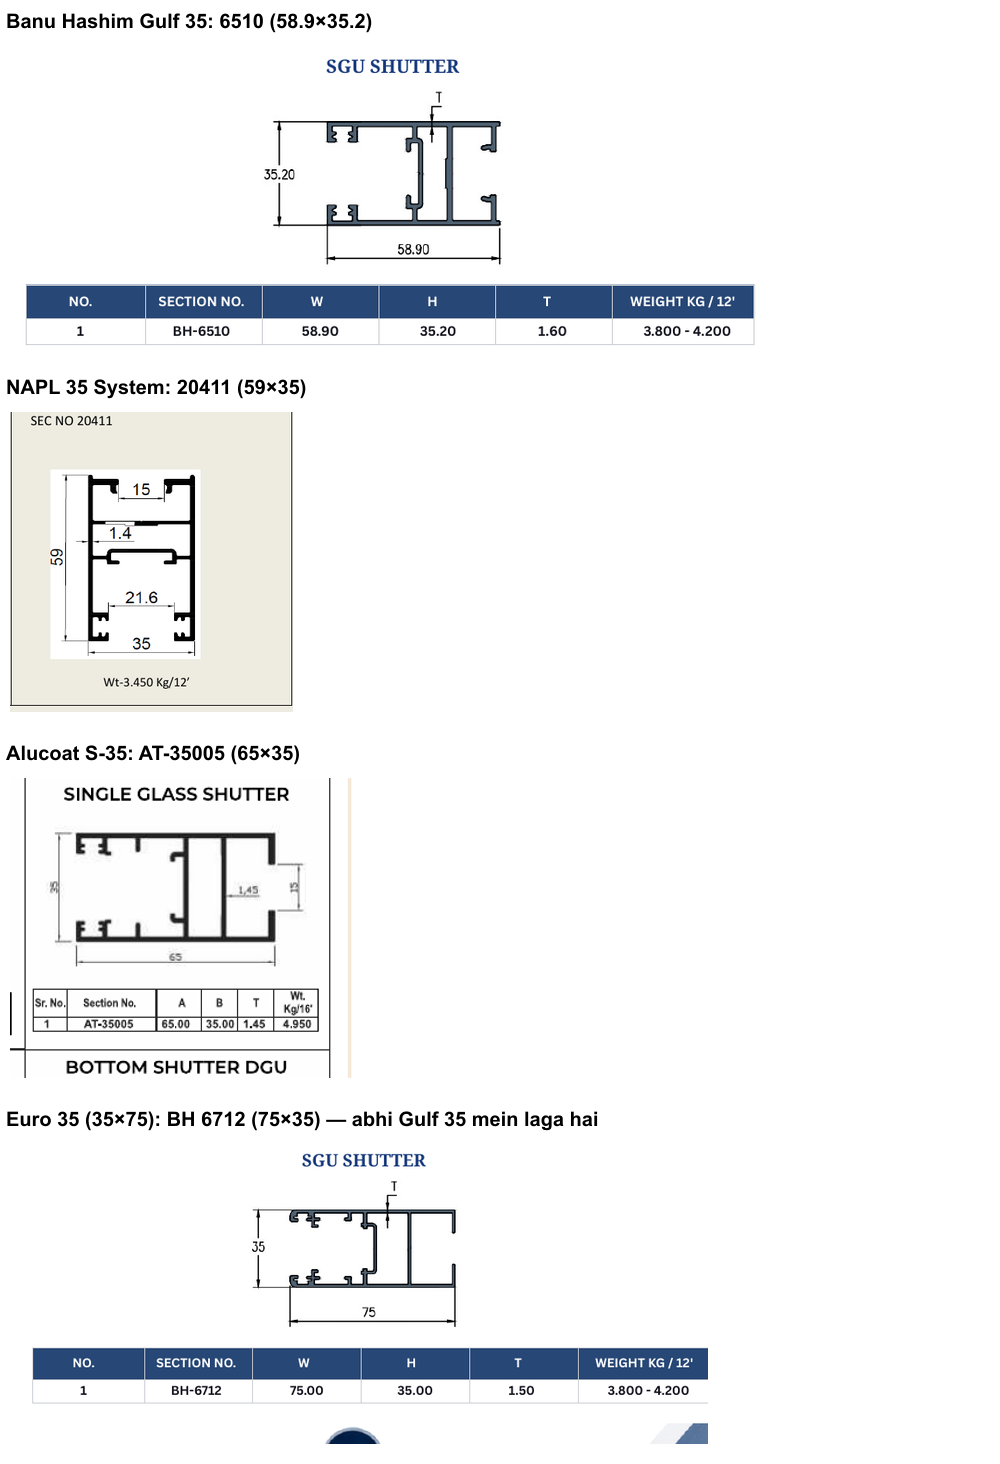 Banu Hashim Gulf 35: 6510 (58.9×35.2)
SGU SHUTTER
T
35.20
58.90
NO. SECTION NO. W H T WEIGHT KG / 12'
1 BH-6510 58.90 35.20 1.60 3.800 - 4.200
NAPL 35 System: 20411 (59×35)
SEC NO 20411
15
1.4
59
21.6
35
Wt-3.450 Kg/12'
Alucoat S-35: AT-35005 (65×35)
SINGLE GLASS SHUTTER
35
1,45
15
65
Sr. No. Section No. A B T Wt. Kg/16'
1 AT-35005 65.00 35.00 1.45 4.950
BOTTOM SHUTTER DGU
Euro 35 (35×75): BH 6712 (75×35) — abhi Gulf 35 mein laga hai
SGU SHUTTER
T
35
75
NO. SECTION NO. W H T WEIGHT KG / 12'
1 BH-6712 75.00 35.00 1.50 3.800 - 4.200